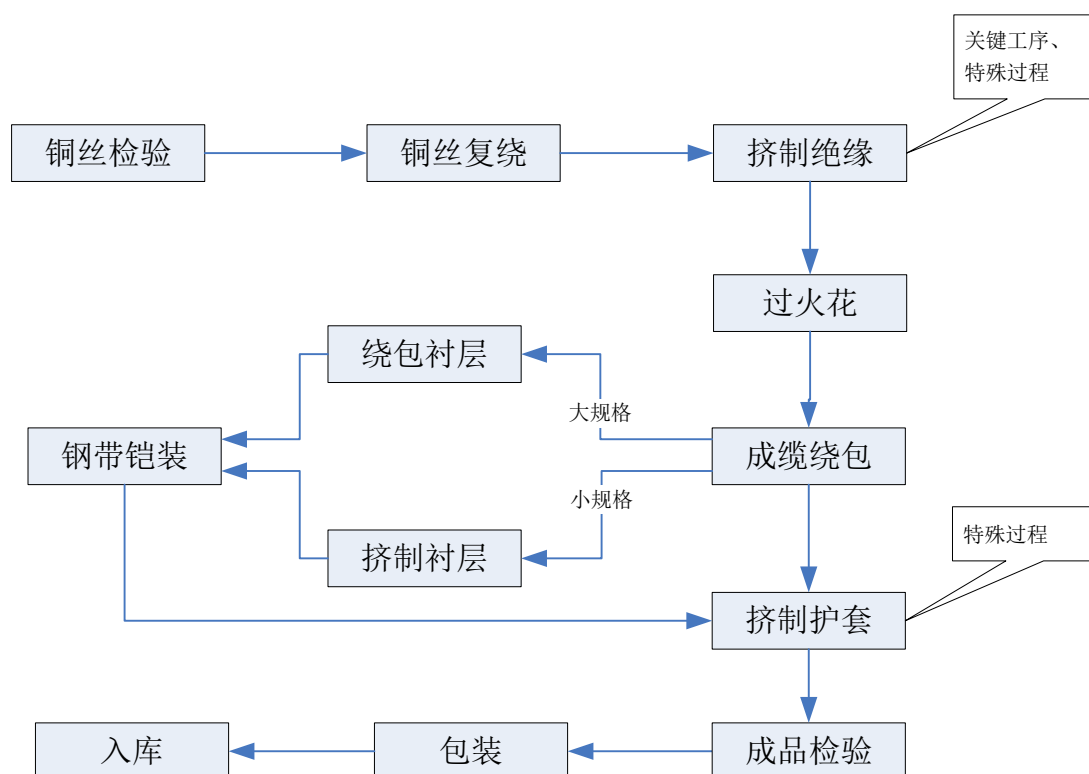 关键工序、
特殊过程
铜丝检验
铜丝复绕
挤制绝缘
过火花
绕包衬层
大规格
钢带铠装
成缆绕包
小规格
挤制衬层
特殊过程
挤制护套
入库
包装
成品检验